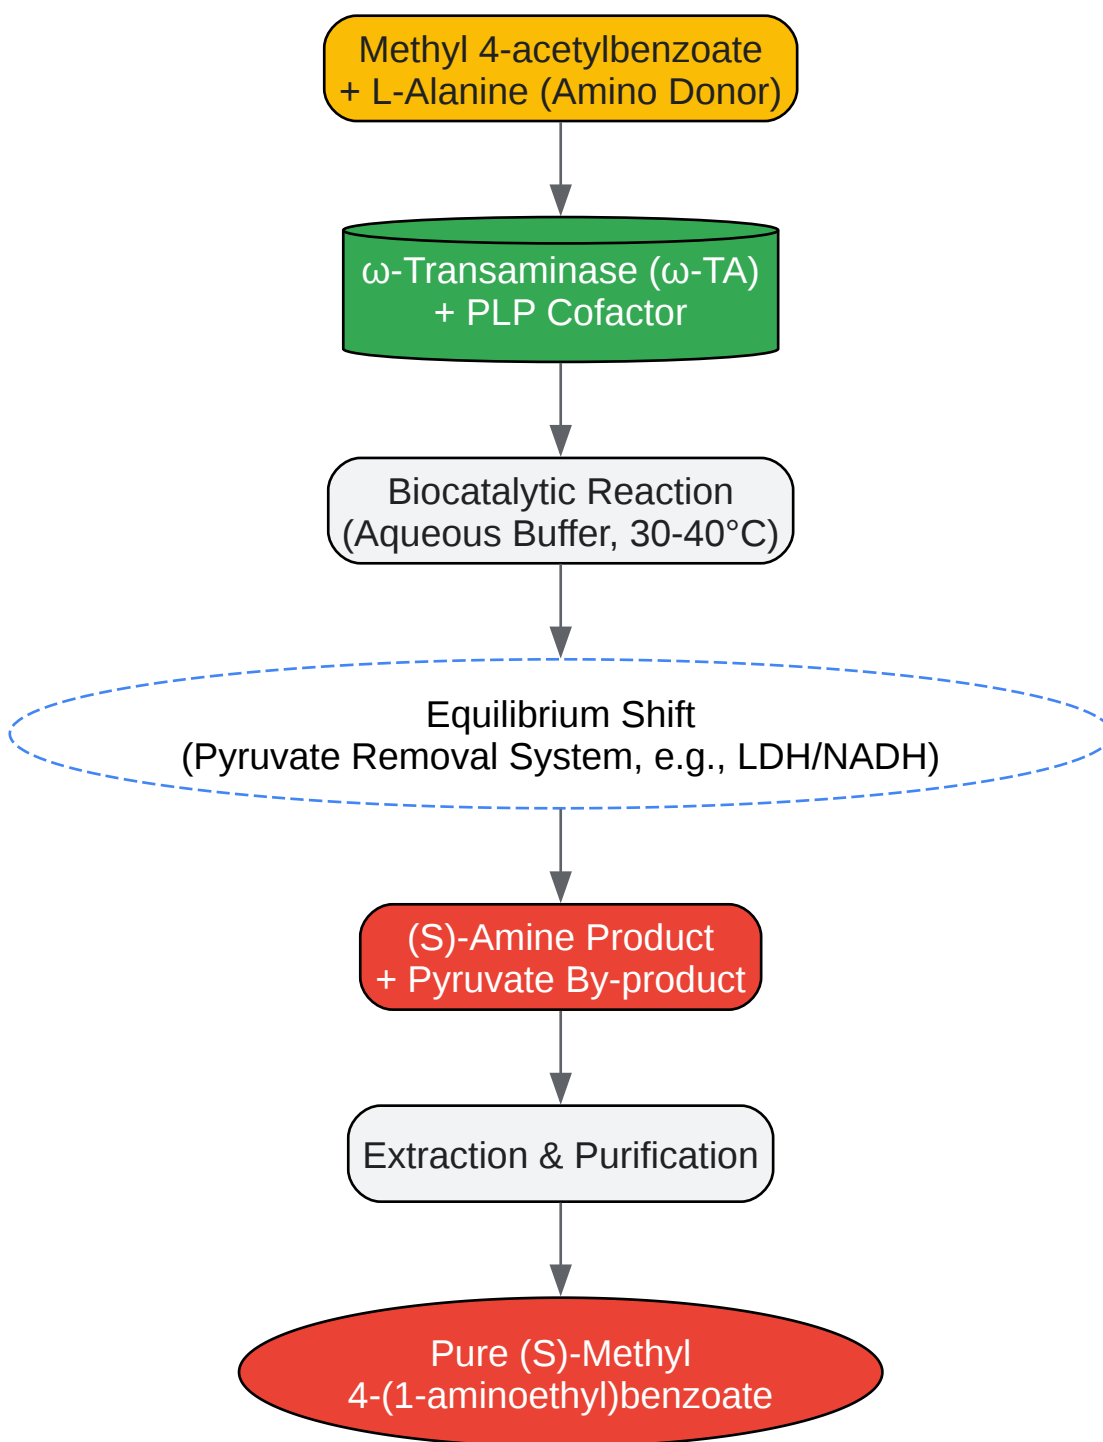 Methyl 4-acetylbenzoate
+ L-Alanine (Amino Donor)
ω-Transaminase (ω-TA)
+ PLP Cofactor
Biocatalytic Reaction
(Aqueous Buffer, 30-40°C)
Equilibrium Shift
(Pyruvate Removal System, e.g., LDH/NADH)
(S)-Amine Product
+ Pyruvate By-product
Extraction & Purification
Pure (S)-Methyl
4-(1-aminoethyl)benzoate